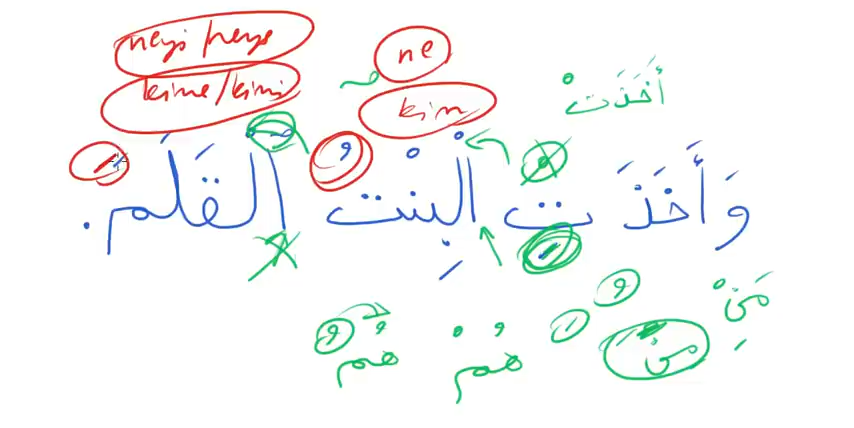 neyi / neye
ne
kime / kimi
kim
أَخَذَتْ
وَأَخَذَتِ الْبِنْتُ الْقَلَمَ.
مَِنْ
مِنْ
هُمْ
هُمُ